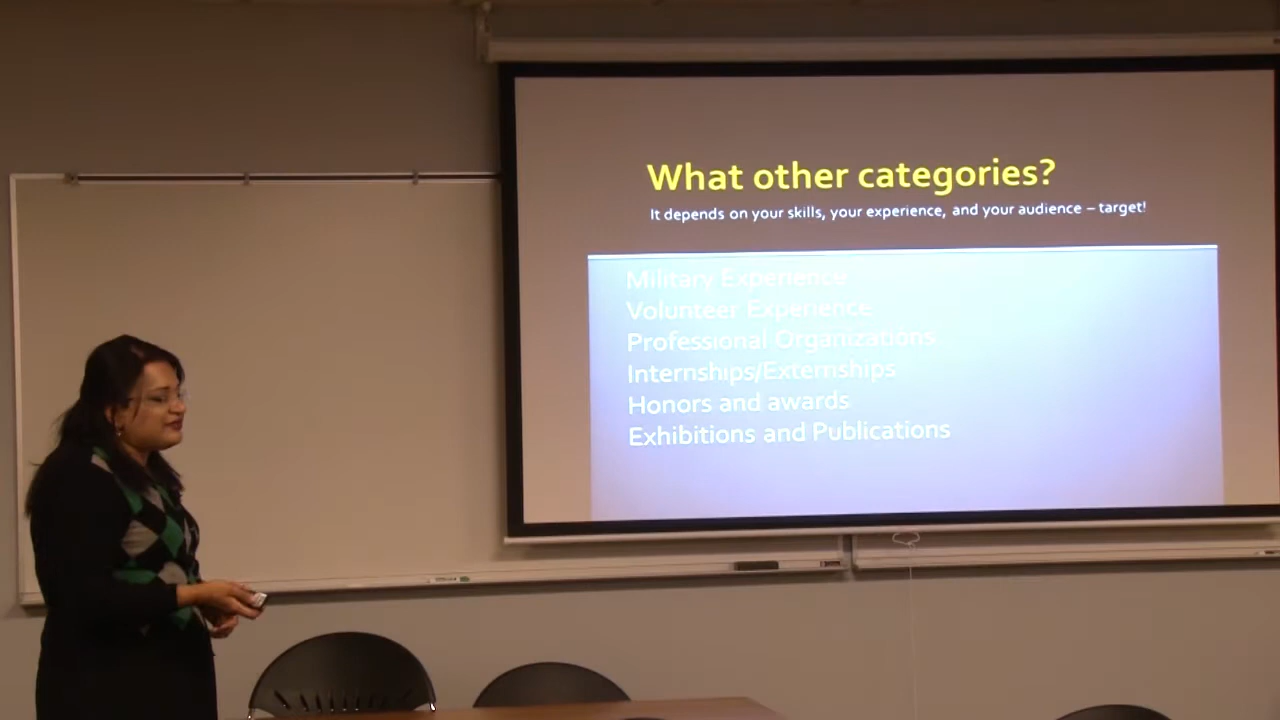 What other categories?
It depends on your skills, your experience, and your audience – target!
Military Experience
Volunteer Experience
Professional Organizations
Internships/Externships
Honors and awards
Exhibitions and Publications